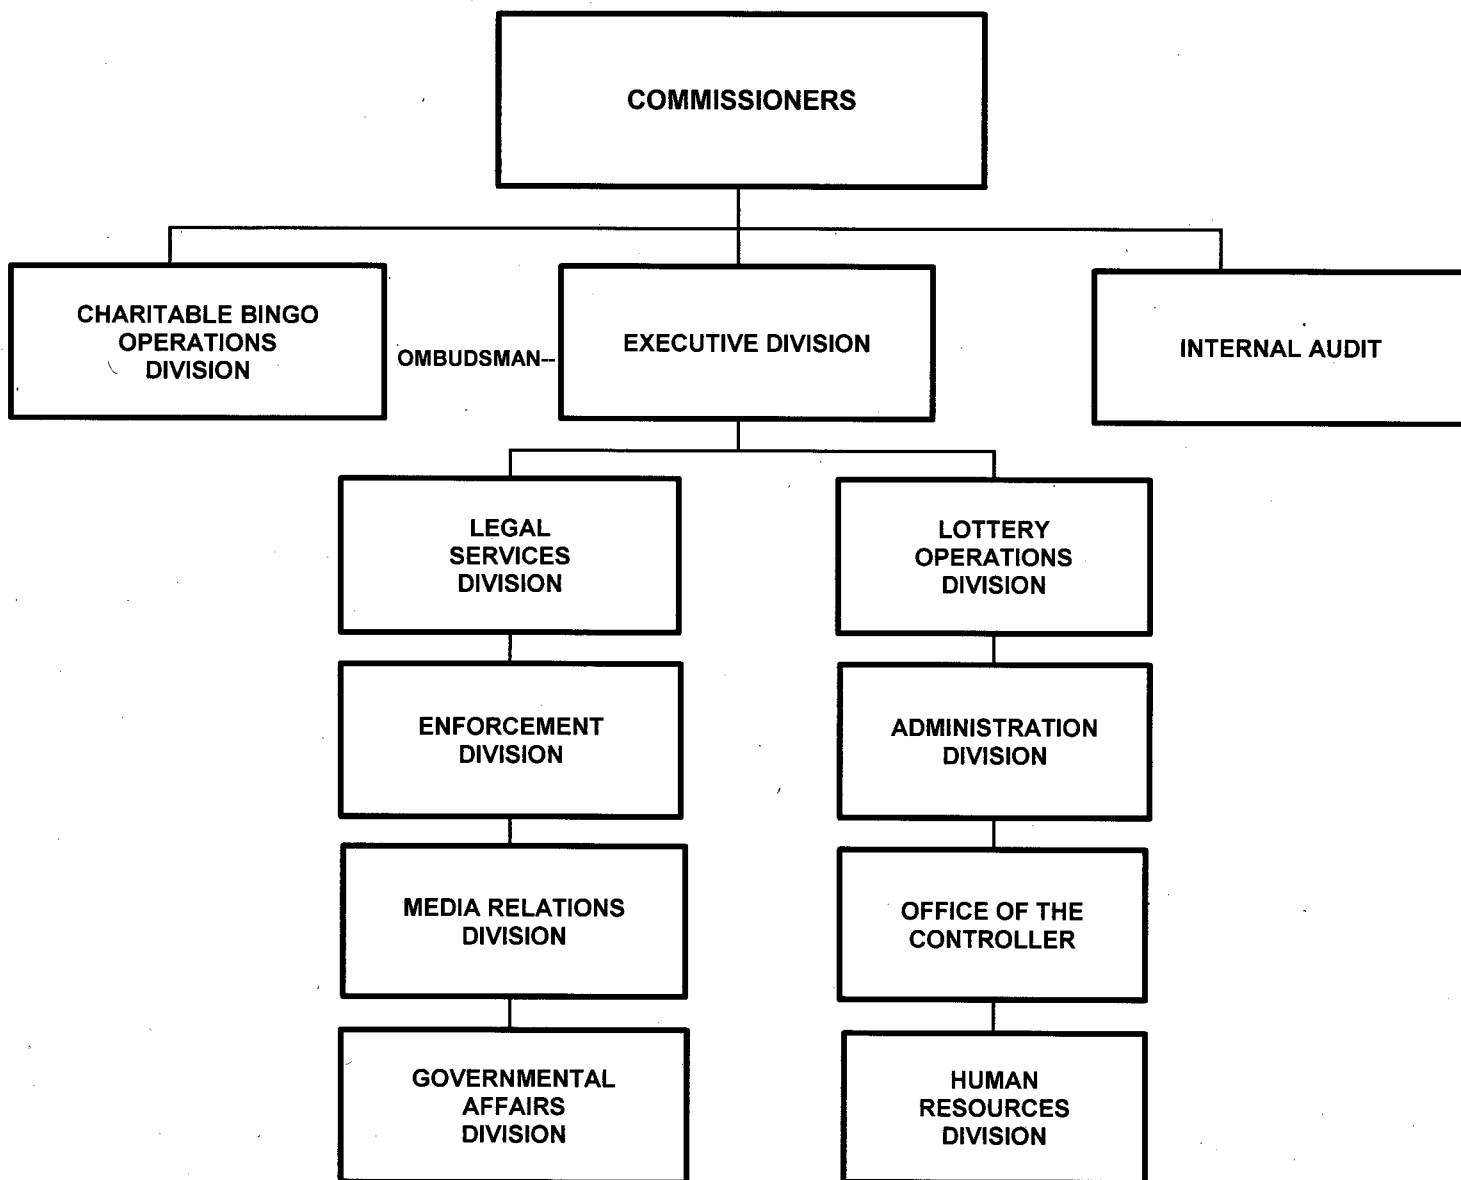 COMMISSIONERS
CHARITABLE BINGO
OPERATIONS
DIVISION
OMBUDSMAN--
EXECUTIVE DIVISION
INTERNAL AUDIT
LEGAL
SERVICES
DIVISION
LOTTERY
OPERATIONS
DIVISION
ENFORCEMENT
DIVISION
ADMINISTRATION
DIVISION
MEDIA RELATIONS
DIVISION
OFFICE OF THE
CONTROLLER
GOVERNMENTAL
AFFAIRS
DIVISION
HUMAN
RESOURCES
DIVISION